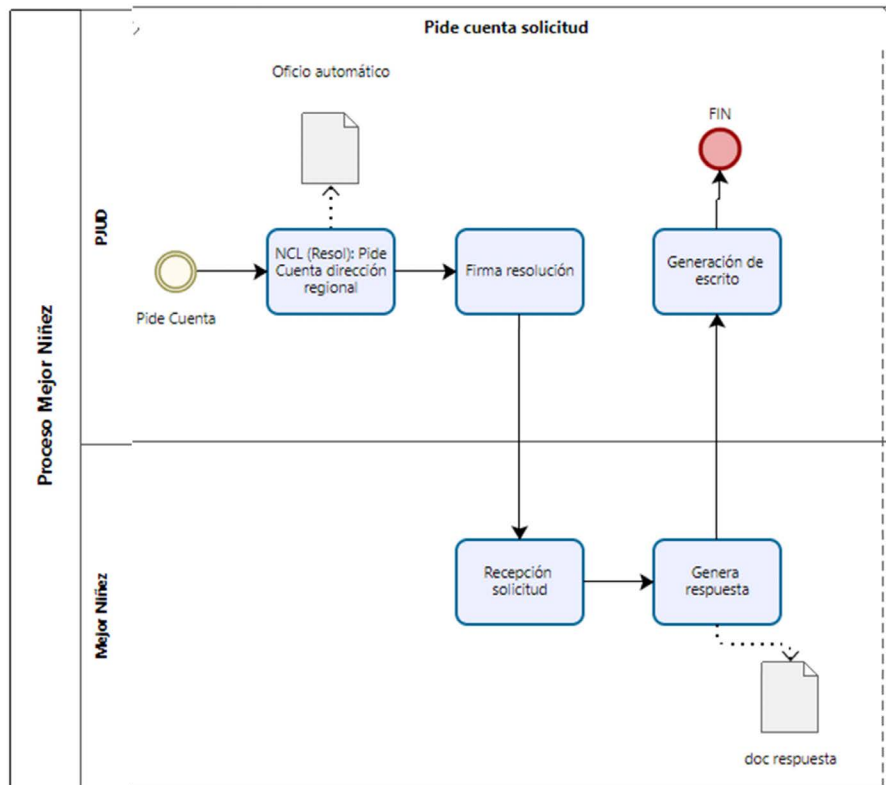 Pide cuenta solicitud
Proceso Mejor Niñez
PJUD
Oficio automático
FIN
NCL (Resol): Pide
Cuenta dirección
regional
Firma resolución
Generación de
escrito
Pide Cuenta
Mejor Niñez
Recepción
solicitud
Genera
respuesta
doc respuesta